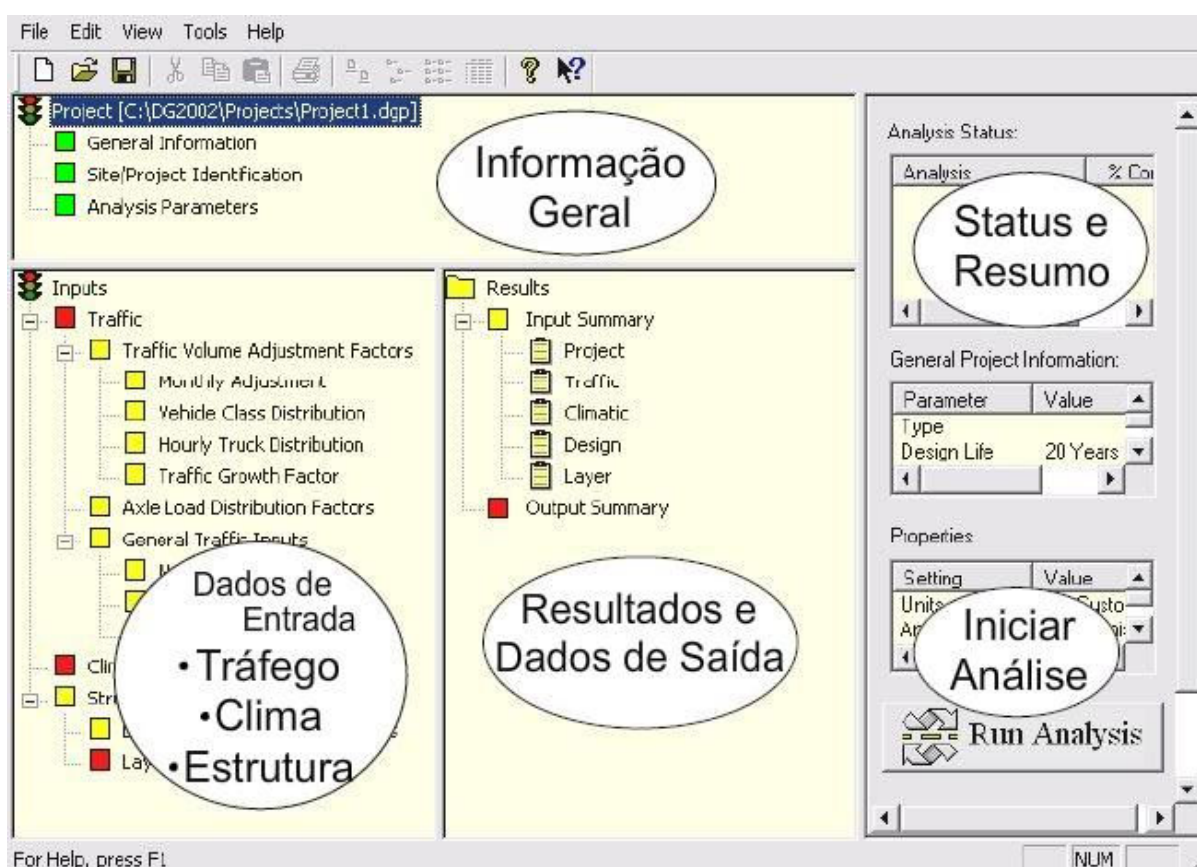 File Edit View Tools Help
Project [C:\DG2002\Projects\Project1.dgp]
General Information
Site/Project Identification
Analysis Parameters
Informação
Geral
Inputs
Traffic
Traffic Volume Adjustment Factors
Monthly Adjustment
Vehicle Class Distribution
Hourly Truck Distribution
Traffic Growth Factor
Axle Load Distribution Factors
General Traffic Inputs
Dados de
Entrada
• Tráfego
• Clima
• Estrutura
Results
Input Summary
Project
Traffic
Climatic
Design
Layer
Output Summary
Resultados e
Dados de Saída
Analysis Status:
Analysis % Co
Status e
Resumo
General Project Information:
Parameter Value
Type
Design Life 20 Years
Properties
Setting Value
Units
Iniciar
Análise
Run Analysis
For Help, press F1
NUM